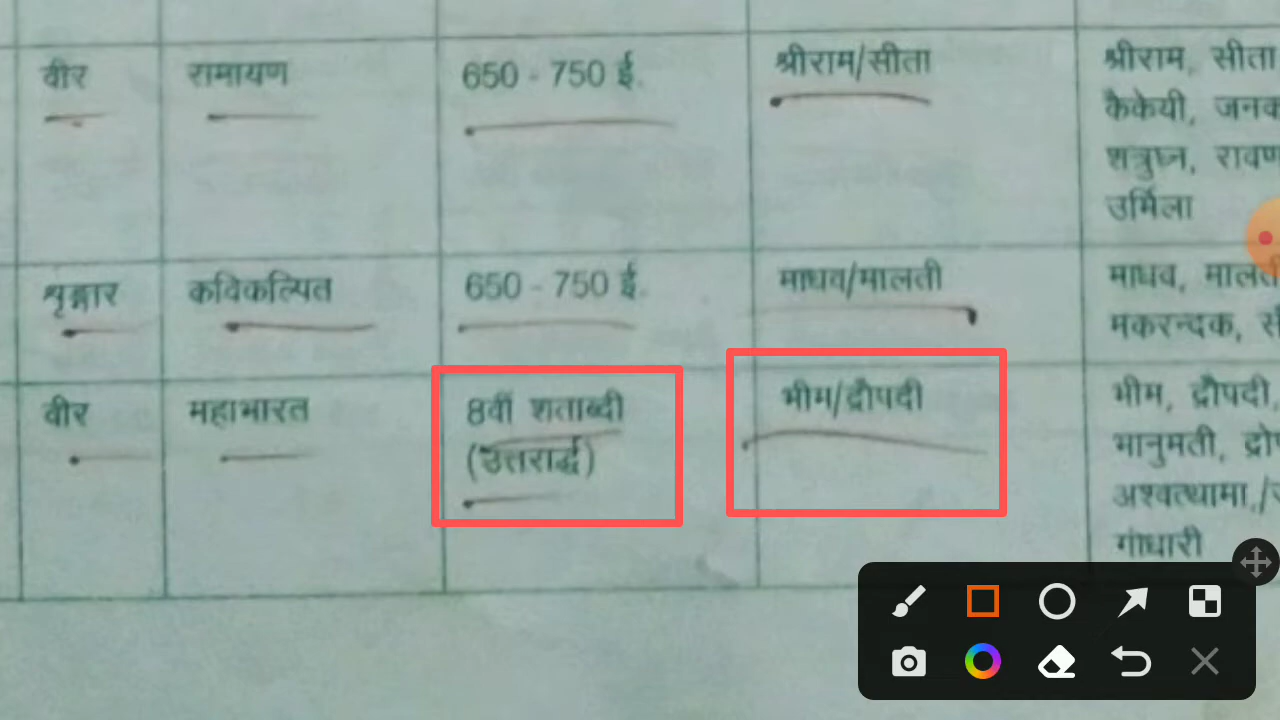 वीर रामायण 650 - 750 ई. श्रीराम/सीता श्रीराम, सीता
कैकेयी, जनक
शत्रुघ्न, रावण
उर्मिला
शृङ्गार कविकल्पित 650 - 750 ई. माधव/मालती माधव, मालती
मकरन्दक,
वीर महाभारत 8वीं शताब्दी भीम/द्रौपदी भीम, द्रौपदी,
(उत्तरार्द्ध) भानुमती,
अश्वत्थामा,/
गांधारी